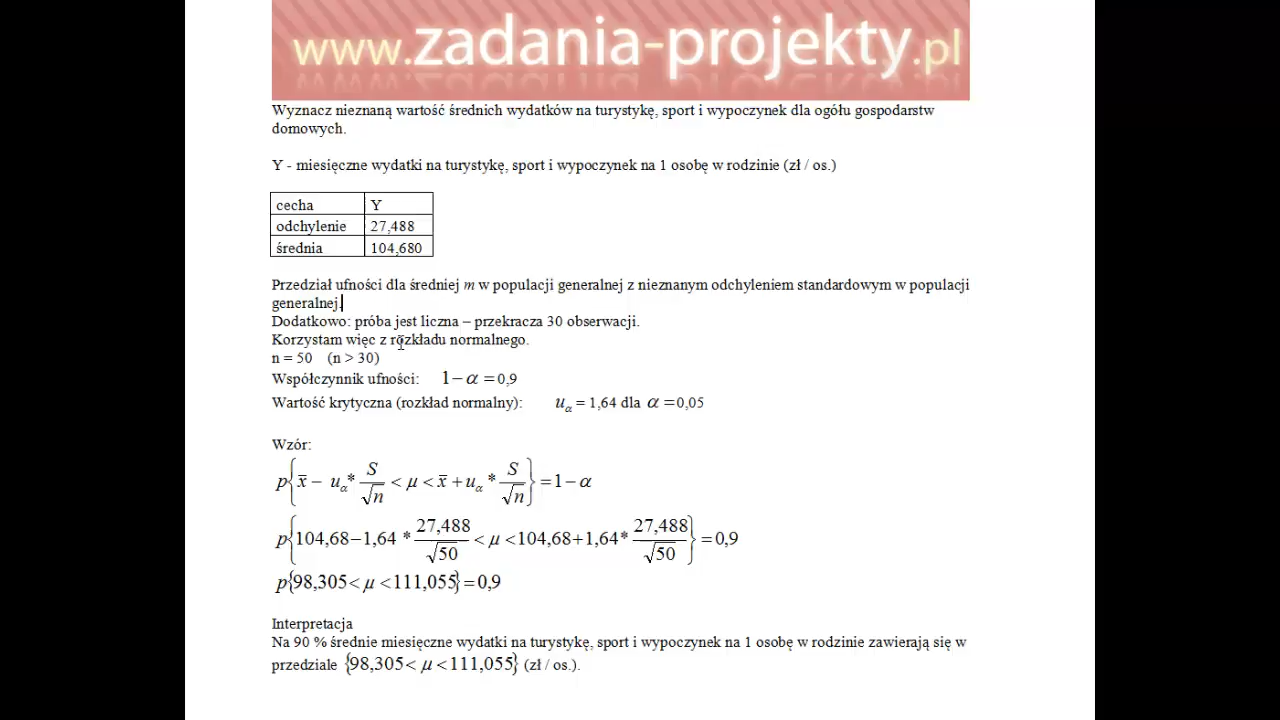 www.zadania-projekty.pl
Wyznacz nieznaną wartość średnich wydatków na turystykę, sport i wypoczynek dla ogółu gospodarstw
domowych.
Y - miesięczne wydatki na turystykę, sport i wypoczynek na 1 osobę w rodzinie (zł / os.)
cecha Y
odchylenie 27,488
średnia 104,680
Przedział ufności dla średniej m w populacji generalnej z nieznanym odchyleniem standardowym w populacji
generalnej.
Dodatkowo: próba jest liczna – przekracza 30 obserwacji.
Korzystam więc z rozkładu normalnego.
n = 50 (n > 30)
Współczynnik ufności: 1 − α = 0,9
Wartość krytyczna (rozkład normalny): uα = 1,64 dla α = 0,05
Wzór:
p{x̄ − uα * S/√n < μ < x̄ + uα * S/√n} = 1 − α
p{104,68 − 1,64 * 27,488/√50 < μ < 104,68 + 1,64 * 27,488/√50} = 0,9
p{98,305 < μ < 111,055} = 0,9
Interpretacja
Na 90 % średnie miesięczne wydatki na turystykę, sport i wypoczynek na 1 osobę w rodzinie zawierają się w
przedziale {98,305 < μ < 111,055} (zł / os.).